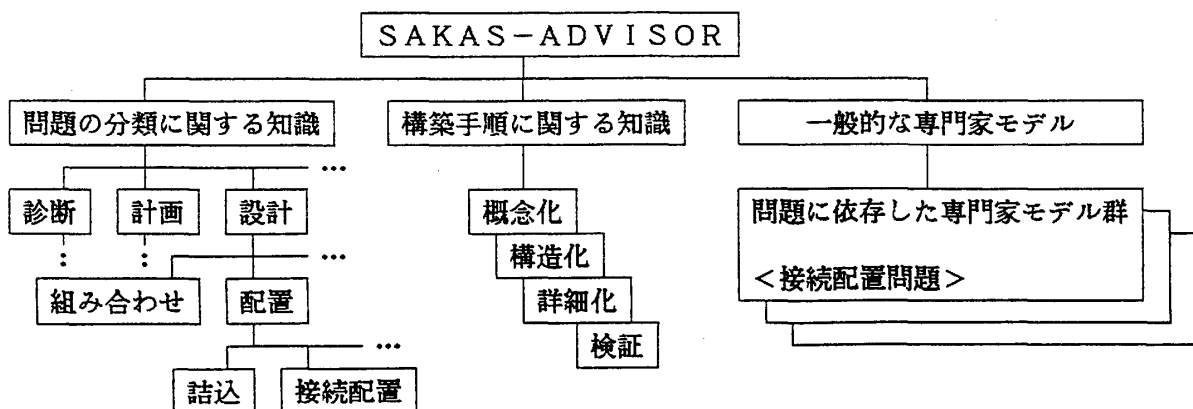 SAKAS-ADVISOR
問題の分類に関する知識
構築手順に関する知識
一般的な専門家モデル
…
診断
計画
設計
概念化
問題に依存した専門家モデル群
:
:
…
構造化
組み合わせ
配置
詳細化
<接続配置問題>
…
検証
詰込
接続配置